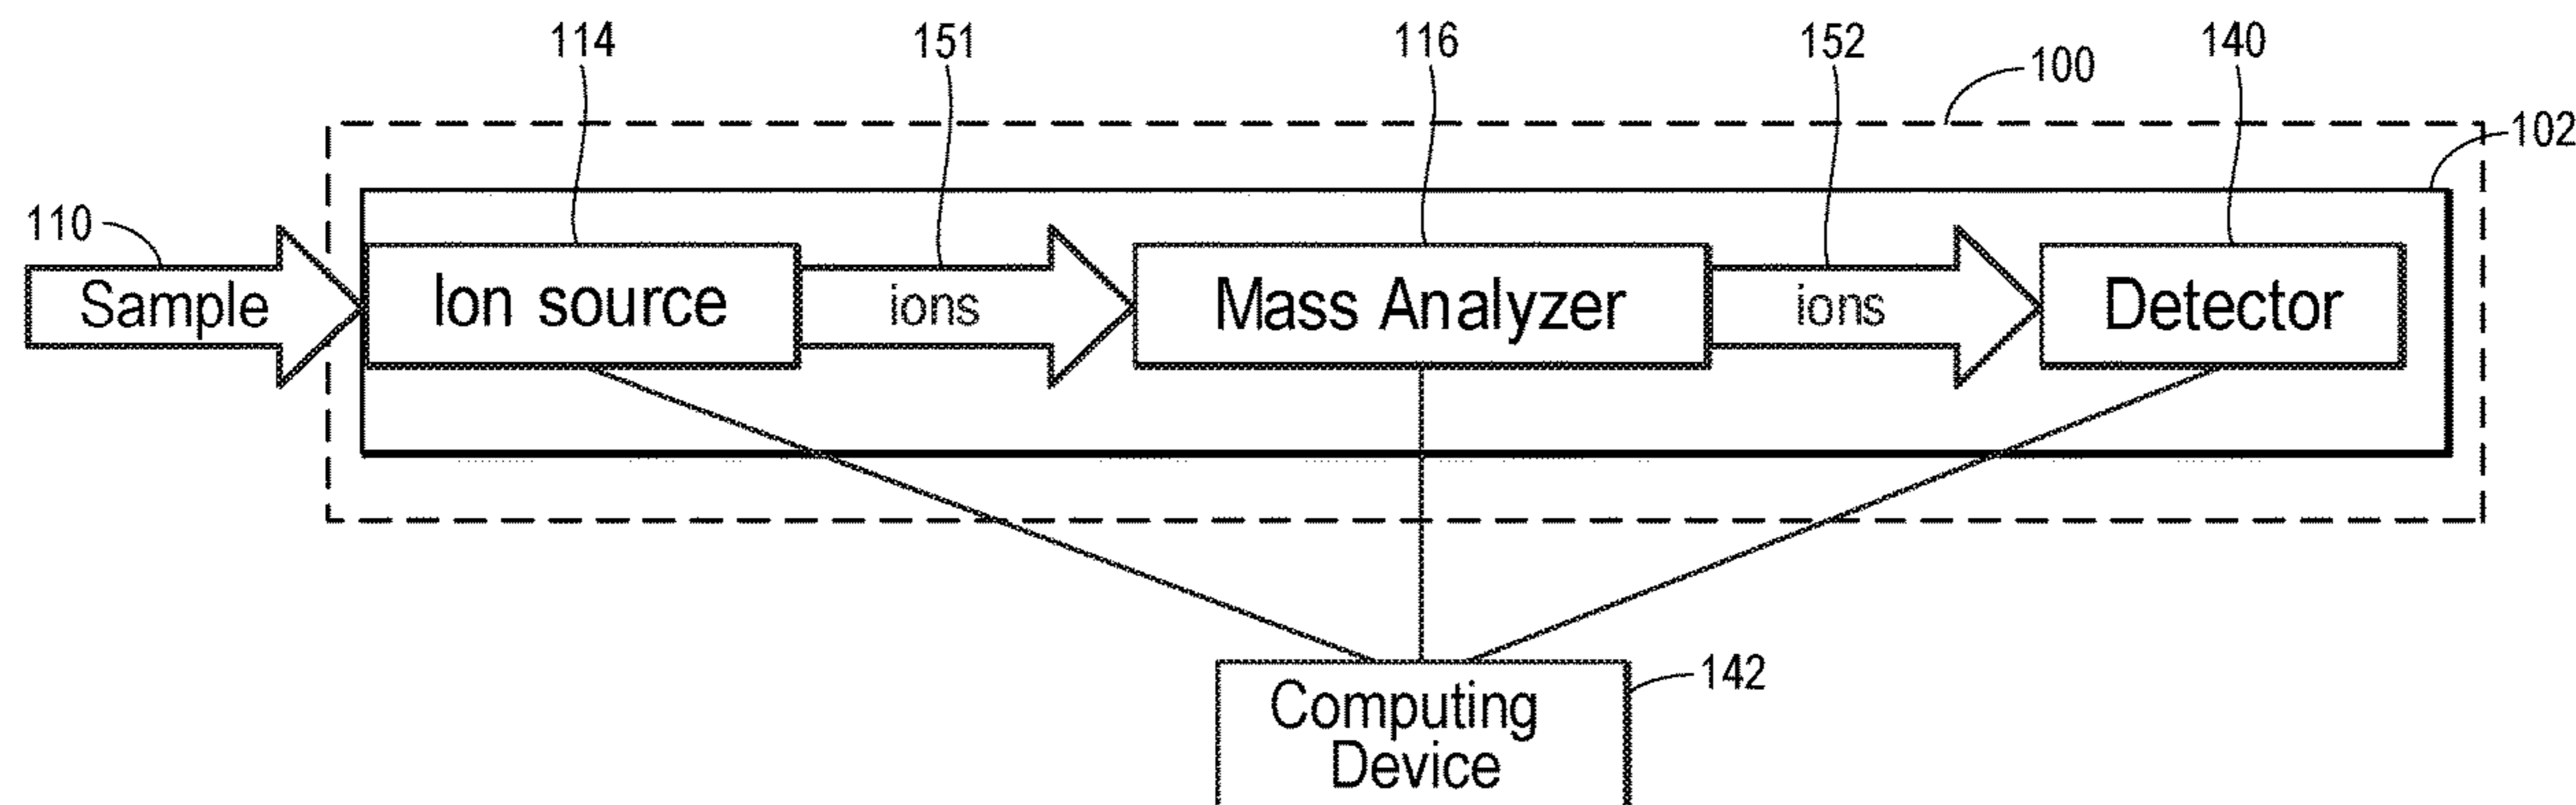 114 151 116 152 140
100
102
110
Sample Ion source ions Mass Analyzer ions Detector
142
Computing
Device